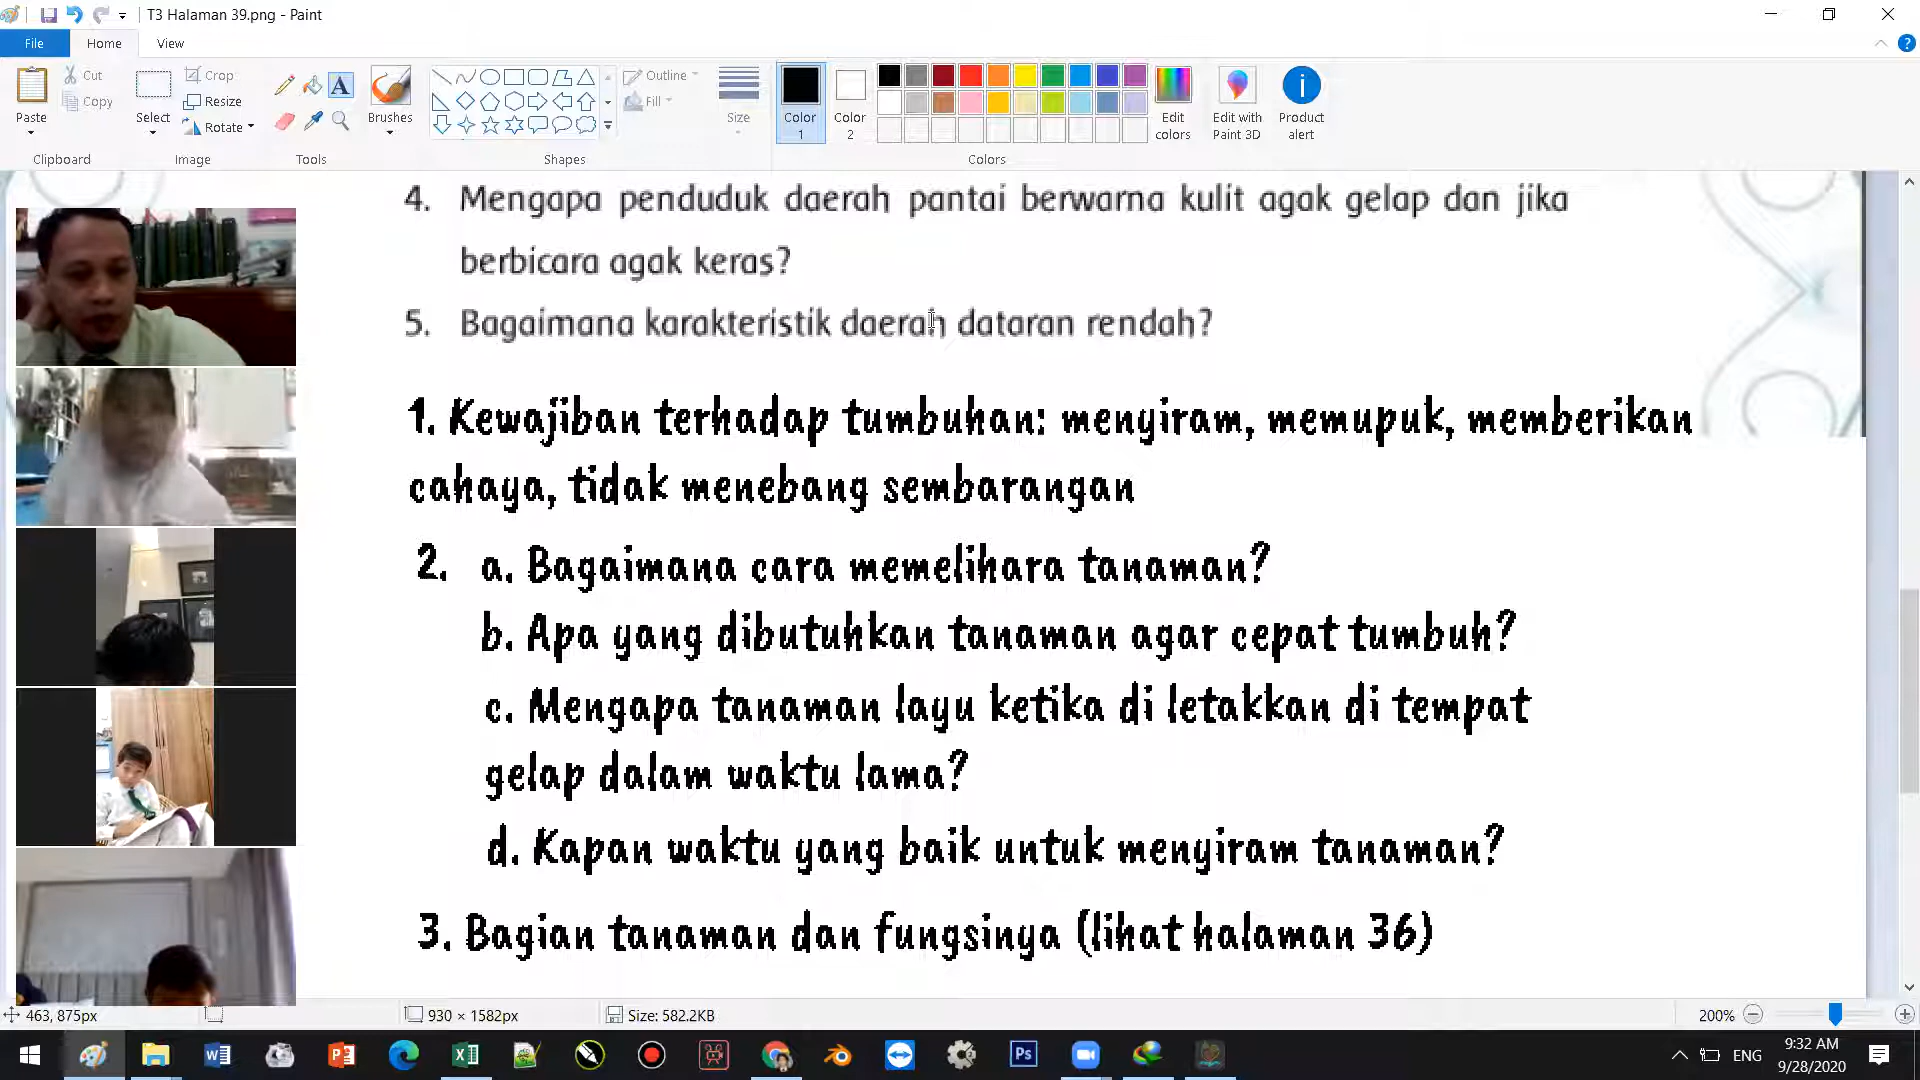 T3 Halaman 39.png - Paint
File Home View
Paste
Cut
Copy
Clipboard
Select
Crop
Resize
Rotate
Image
A
Tools
Brushes
Outline
Fill
Shapes
Size
Color 1
Color 2
Edit colors
Edit with Paint 3D
Product alert
Colors
4. Mengapa penduduk daerah pantai berwarna kulit agak gelap dan jika
berbicara agak keras?
5. Bagaimana karakteristik daerah dataran rendah?
1. Kewajiban terhadap tumbuhan: menyiram, memupuk, memberikan
cahaya, tidak menebang sembarangan
2. a. Bagaimana cara memelihara tanaman?
b. Apa yang dibutuhkan tanaman agar cepat tumbuh?
c. Mengapa tanaman layu ketika di letakkan di tempat
gelap dalam waktu lama?
d. Kapan waktu yang baik untuk menyiram tanaman?
3. Bagian tanaman dan fungsinya (lihat halaman 36)
463, 875px 930 × 1582px Size: 582.2KB 200%
ENG 9:32 AM
9/28/2020